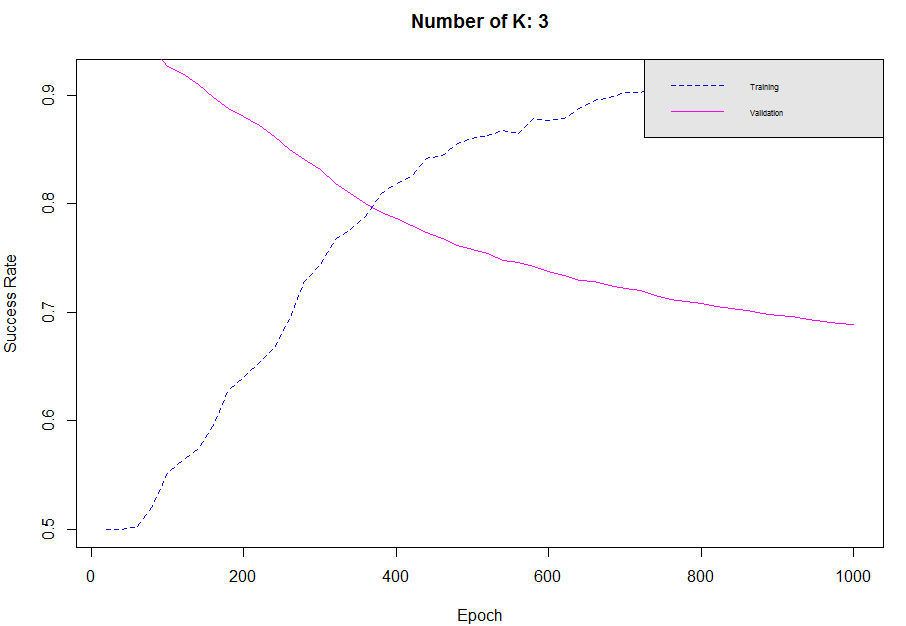 Number of K: 3
Training
Validation
Success Rate
0.9
0.8
0.7
0.6
0.5
0 200 400 600 800 1000
Epoch